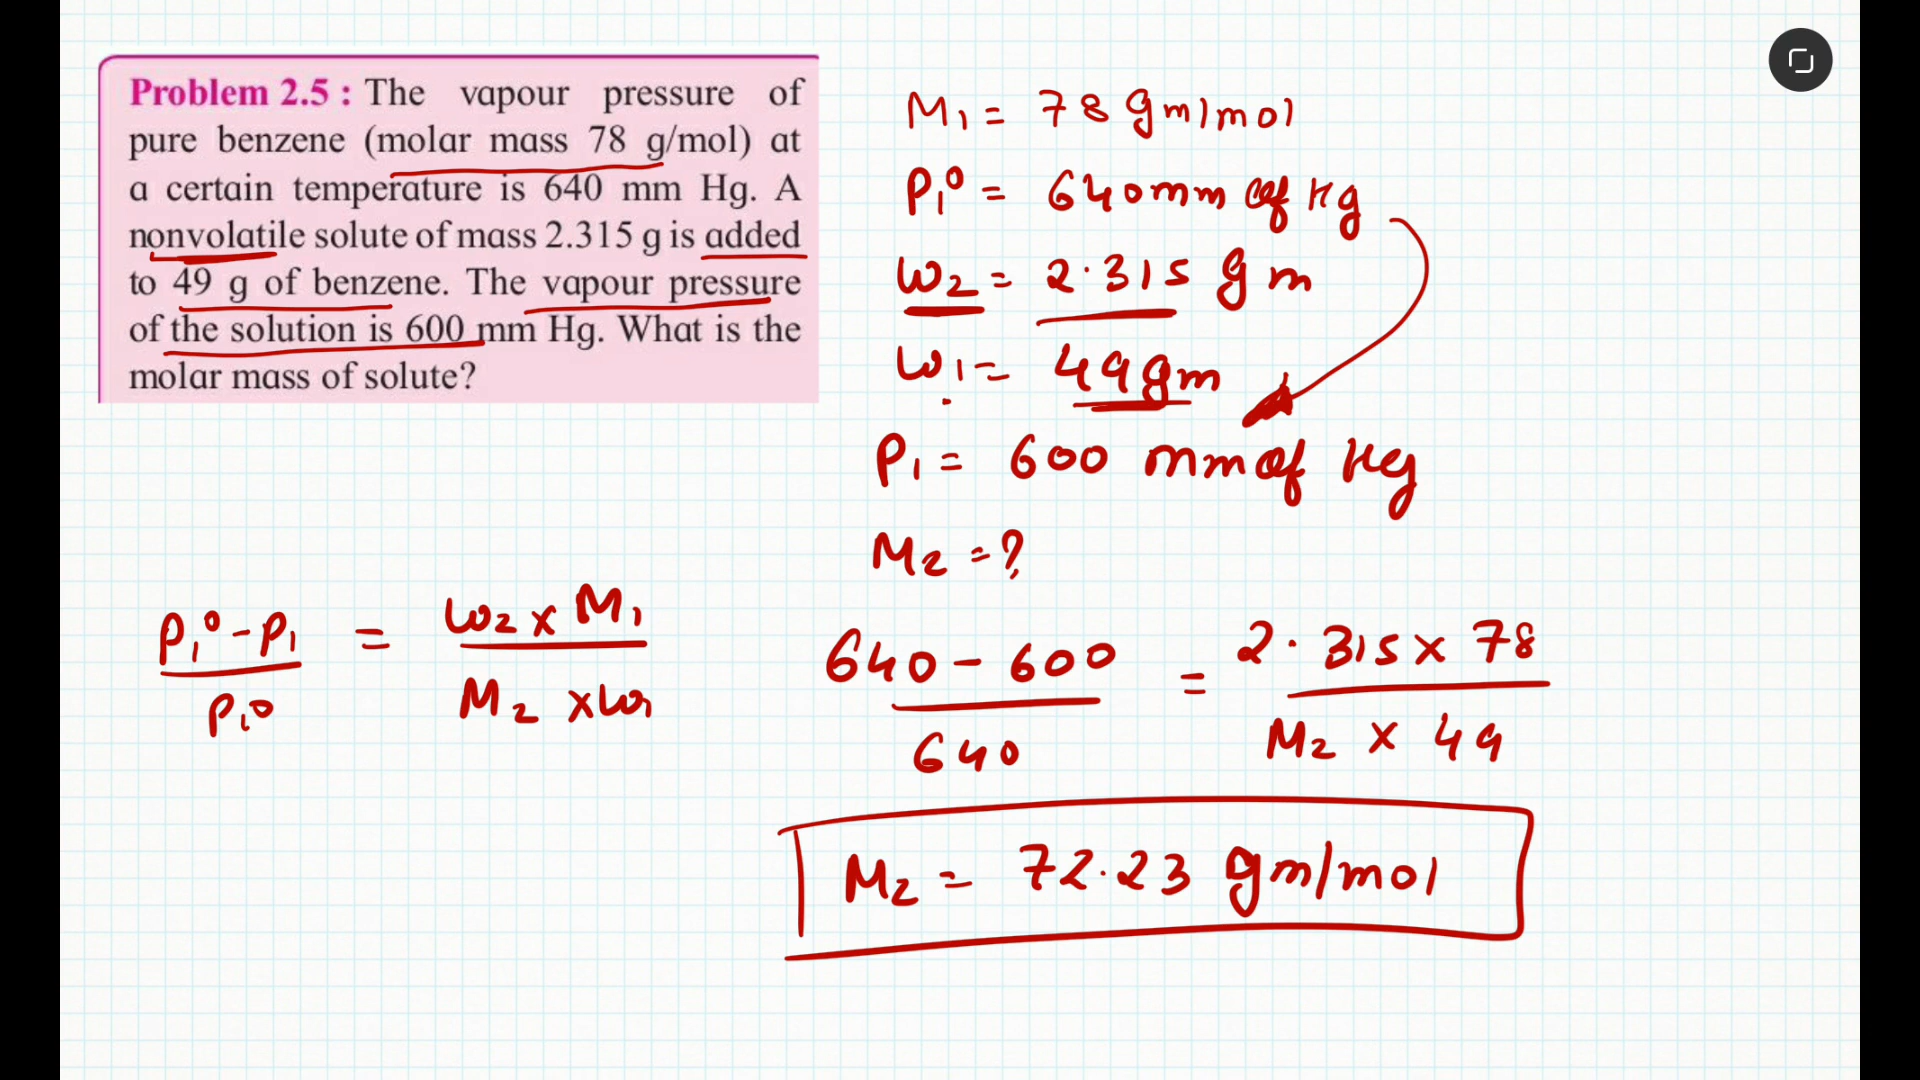 Problem 2.5 : The vapour pressure of
pure benzene (molar mass 78 g/mol) at
a certain temperature is 640 mm Hg. A
nonvolatile solute of mass 2.315 g is added
to 49 g of benzene. The vapour pressure
of the solution is 600 mm Hg. What is the
molar mass of solute?
M₁ = 78 gm/mol
P₁⁰ = 640mm of Hg
W₂ = 2.315 gm
W₁ = 49gm
P₁ = 600 mm of Hg
M₂ = ?
P₁⁰ - P₁ = W₂ x M₁
P₁⁰ M₂ x W₁
640 - 600 = 2.315 x 78
640 M₂ x 49
M₂ = 72.23 gm/mol